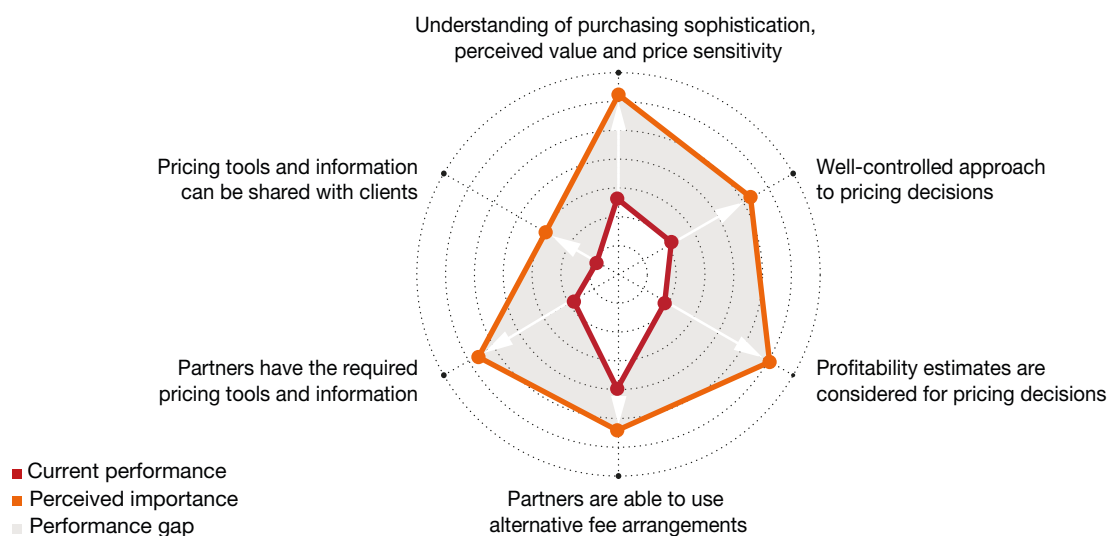 Understanding of purchasing sophistication,
perceived value and price sensitivity
Pricing tools and information
can be shared with clients
Well-controlled approach
to pricing decisions
Partners have the required
pricing tools and information
Profitability estimates are
considered for pricing decisions
Partners are able to use
alternative fee arrangements
Current performance
Perceived importance
Performance gap